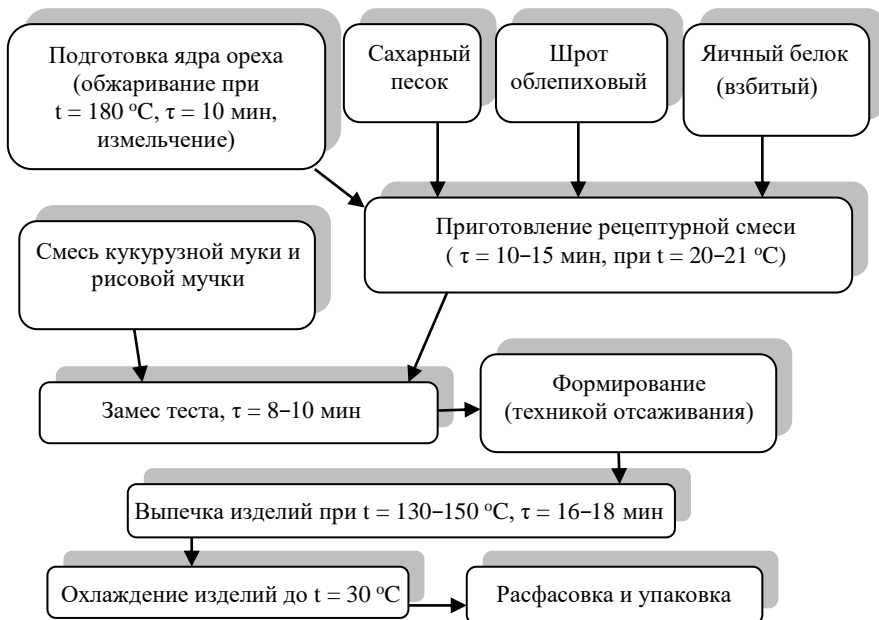 Подготовка ядра ореха
(обжаривание при
t = 180 °C, τ = 10 мин,
измельчение)
Сахарный
песок
Шрот
облепиховый
Яичный белок
(взбитый)
Смесь кукурузной муки и
рисовой мучки
Приготовление рецептурной смеси
( τ = 10–15 мин, при t = 20–21 °C)
Замес теста, τ = 8–10 мин
Формирование
(техникой отсаживания)
Выпечка изделий при t = 130–150 °C, τ = 16–18 мин
Охлаждение изделий до t = 30 °C
Расфасовка и упаковка